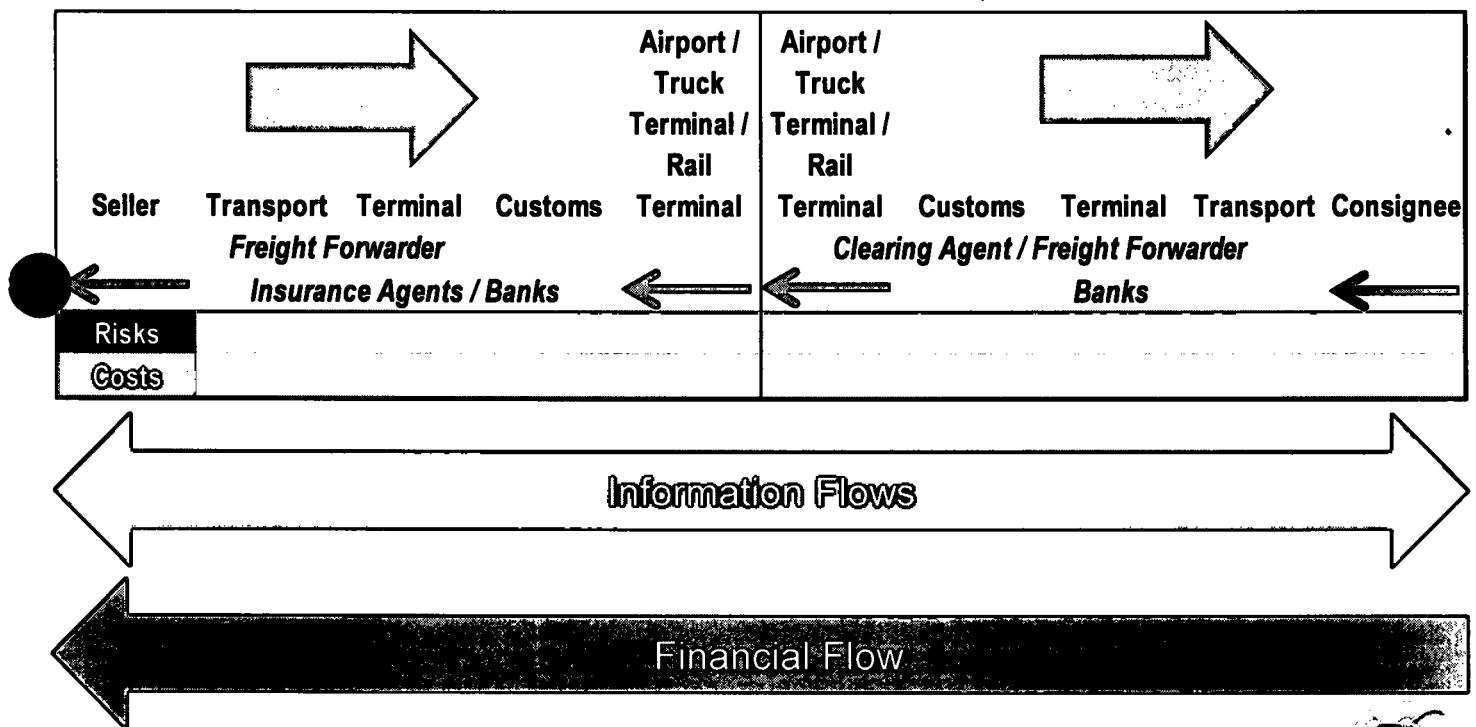 Airport / Airport /
Truck Truck
Terminal / Terminal /
Rail Rail
Seller Transport Terminal Customs Terminal Terminal Customs Terminal Transport Consignee
Freight Forwarder Clearing Agent / Freight Forwarder
Insurance Agents / Banks Banks
Risks
Costs
Information Flows
Financial Flow